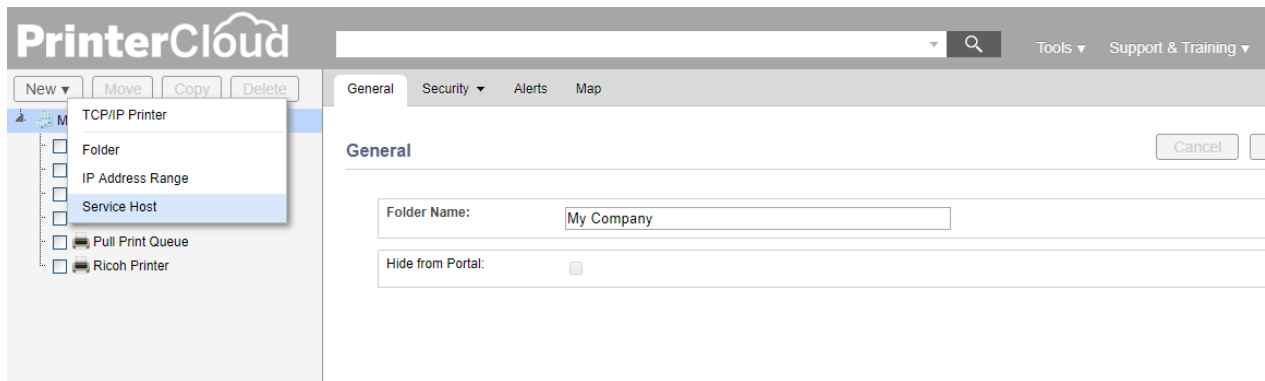 PrinterCloud
Tools ▾ Support & Training ▾
New ▾ Move Copy Delete
General Security ▾ Alerts Map
TCP/IP Printer
M
Folder
IP Address Range
Service Host
Pull Print Queue
Ricoh Printer
General
Cancel
Folder Name:
My Company
Hide from Portal: